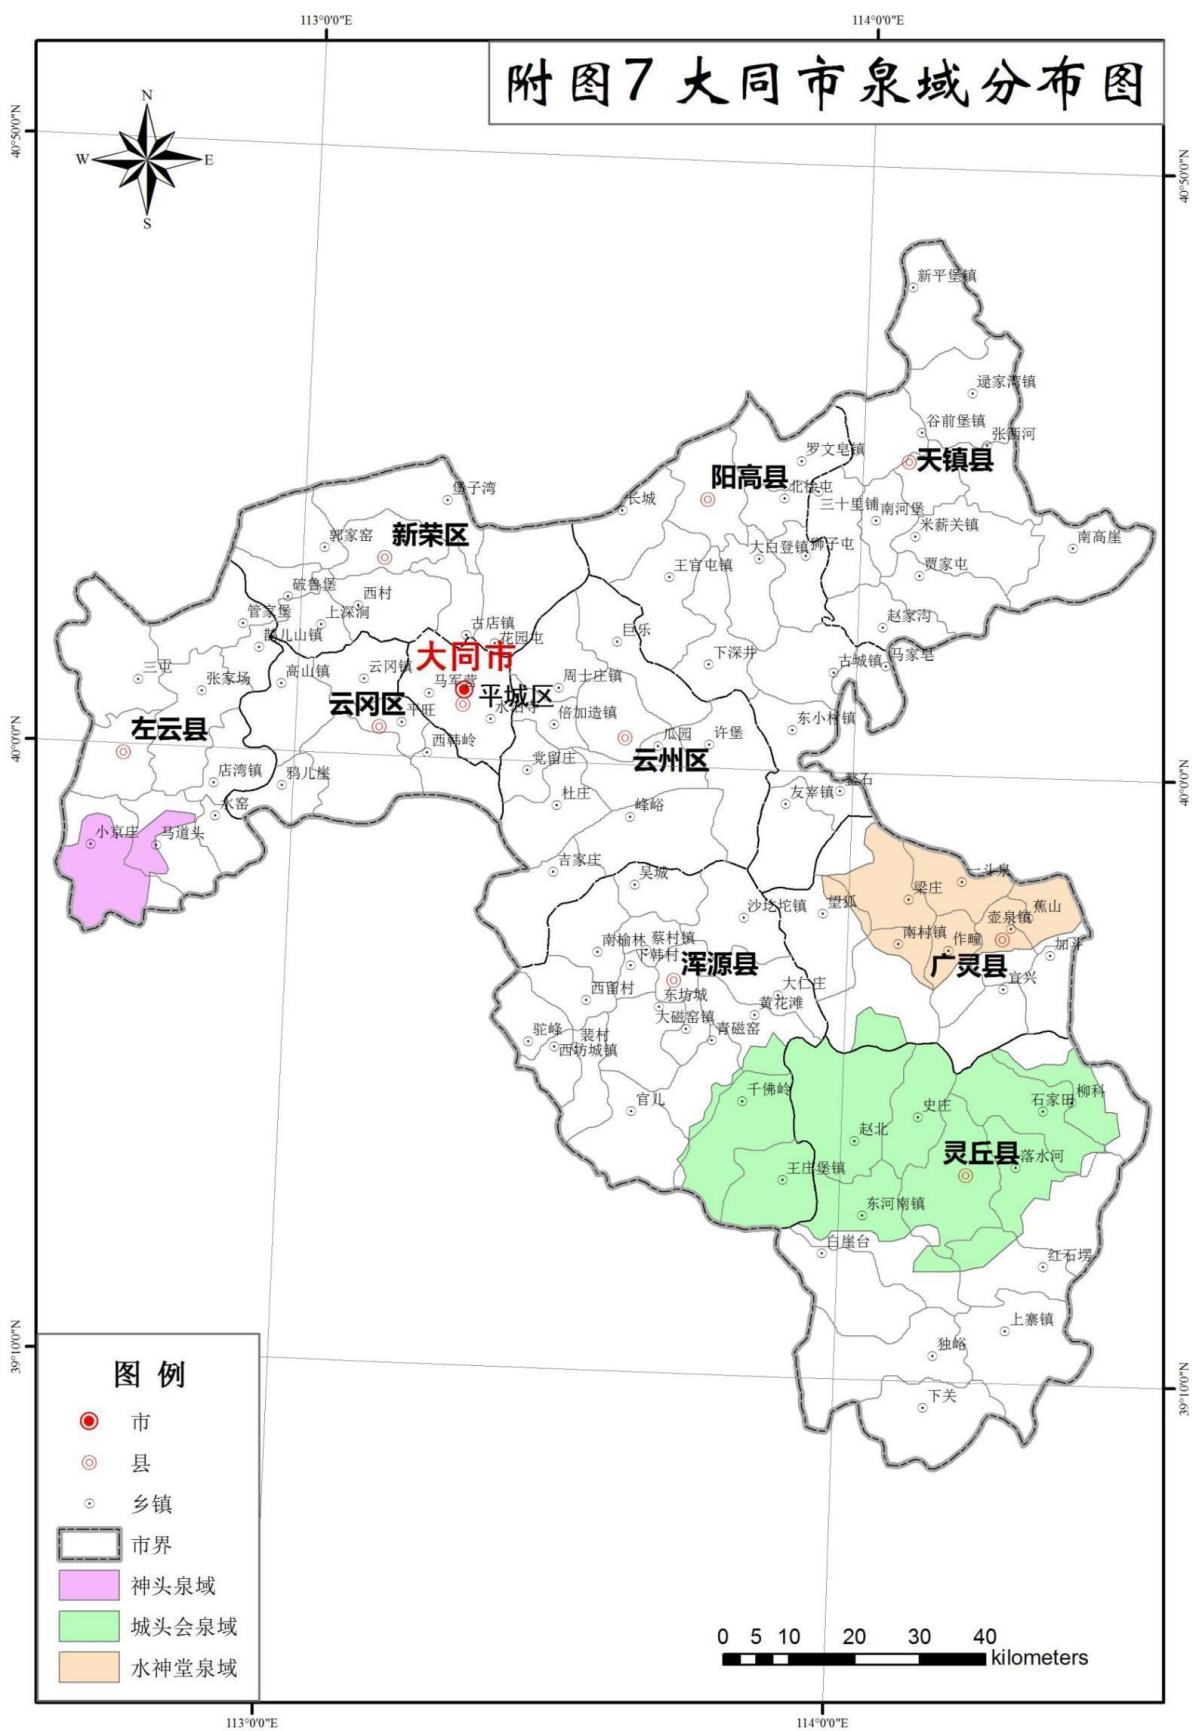 113°0'0"E
114°0'0"E
附图7 大同市泉域分布图
40°50'0"N
40°50'0"N
N
W
E
S
新平堡镇
逯家湾镇
谷前堡镇
张西河
天镇县
罗文皂镇
阳高县
北徐屯
三十里铺
南河堡
米薪关镇
南高崖
长城
堡子湾
新荣区
郭家窑
大白登镇
狮子屯
王官屯镇
贾家屯
破鲁堡
西村
管家堡
上深涧
赵家沟
鹊儿山镇
古店镇
花园屯
巨乐
大同市
下深井
古城镇
马家皂
三屯
张家场
高山镇
云冈镇
马军营
平城区
周士庄镇
云冈区
平旺
水泊寺
倍加造镇
东小村镇
左云县
西韩岭
瓜园
许堡
云州区
40°0'0"N
40°0'0"N
党留庄
店湾镇
鸦儿崖
杜庄
友宰镇
鳌石
水窑
峰峪
小京庄
马道头
吉家庄
吴城
一斗泉
梁庄
沙圪坨镇
望狐
壶泉镇
蕉山
南村镇
作疃
加斗
广灵县
南榆林
蔡村镇
下韩村
浑源县
宜兴
西留村
东坊城
大仁庄
黄花滩
大磁窑镇
青磁窑
驼峰
裴村
西坊城镇
官儿
千佛岭
史庄
石家田
柳科
赵北
灵丘县
落水河
王庄堡镇
东河南镇
白崖台
红石塄
上寨镇
独峪
下关
39°10'0"N
39°10'0"N
图 例
市
县
乡镇
市界
神头泉域
城头会泉域
水神堂泉域
0 5 10 20 30 40
kilometers
113°0'0"E
114°0'0"E